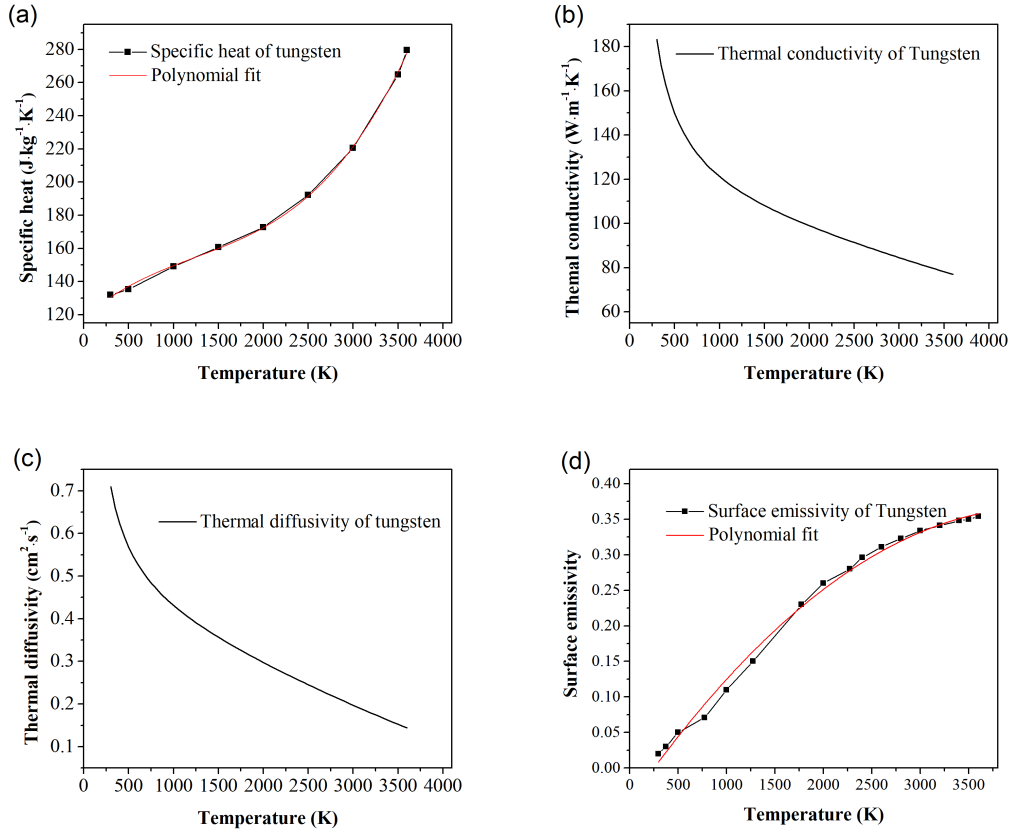 (a)
280
260
240
220
200
180
160
140
120
Specific heat (J·kg⁻¹·K⁻¹)
Specific heat of tungsten
Polynomial fit
0 500 1000 1500 2000 2500 3000 3500 4000
Temperature (K)
(b)
180
160
140
120
100
80
60
Themal conductivity (W·m⁻¹·K⁻¹)
Thermal conductivity of Tungsten
0 500 1000 1500 2000 2500 3000 3500 4000
Temperature (K)
(c)
0.7
0.6
0.5
0.4
0.3
0.2
0.1
Thermal diffusivity (cm²·s⁻¹)
Thermal diffusivity of tungsten
0 500 1000 1500 2000 2500 3000 3500 4000
Temperature (K)
(d)
0.40
0.35
0.30
0.25
0.20
0.15
0.10
0.05
0.00
Surface emissivity
Surface emissivity of Tungsten
Polynomial fit
0 500 1000 1500 2000 2500 3000 3500
Temperature (K)